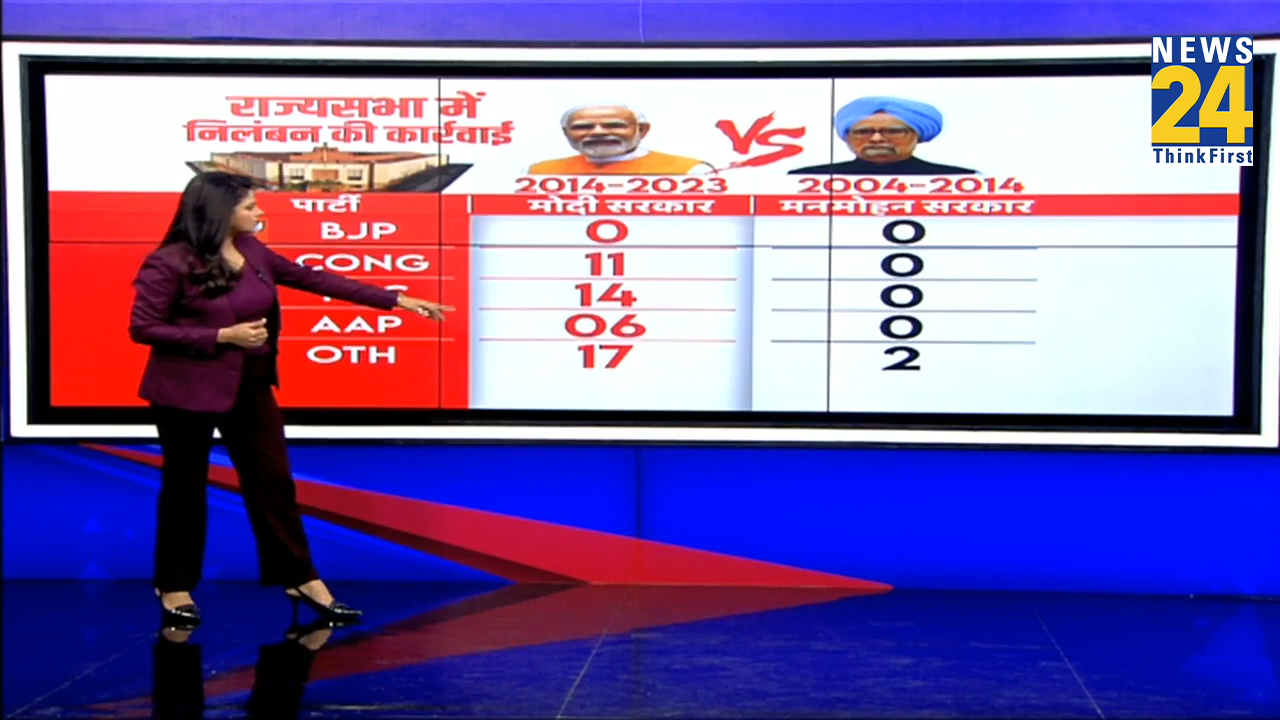 NEWS
24
ThinkFirst
राज्यसभा में
निलंबन की कार्रवाई
VS
2014-2023
2004-2014
पार्टी मोदी सरकार मनमोहन सरकार
BJP 0 0
CONG 11 0
14 0
AAP 06 0
OTH 17 2